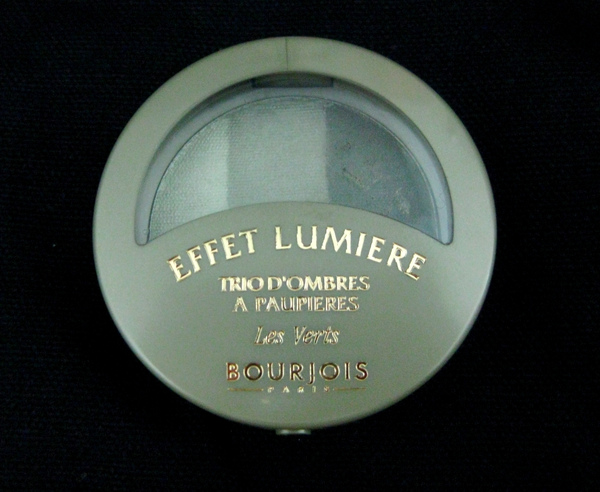 EFFET LUMIERE
TRIO D'OMBRES
A PAUPIERES
Les Verts
BOURJOIS
PARIS